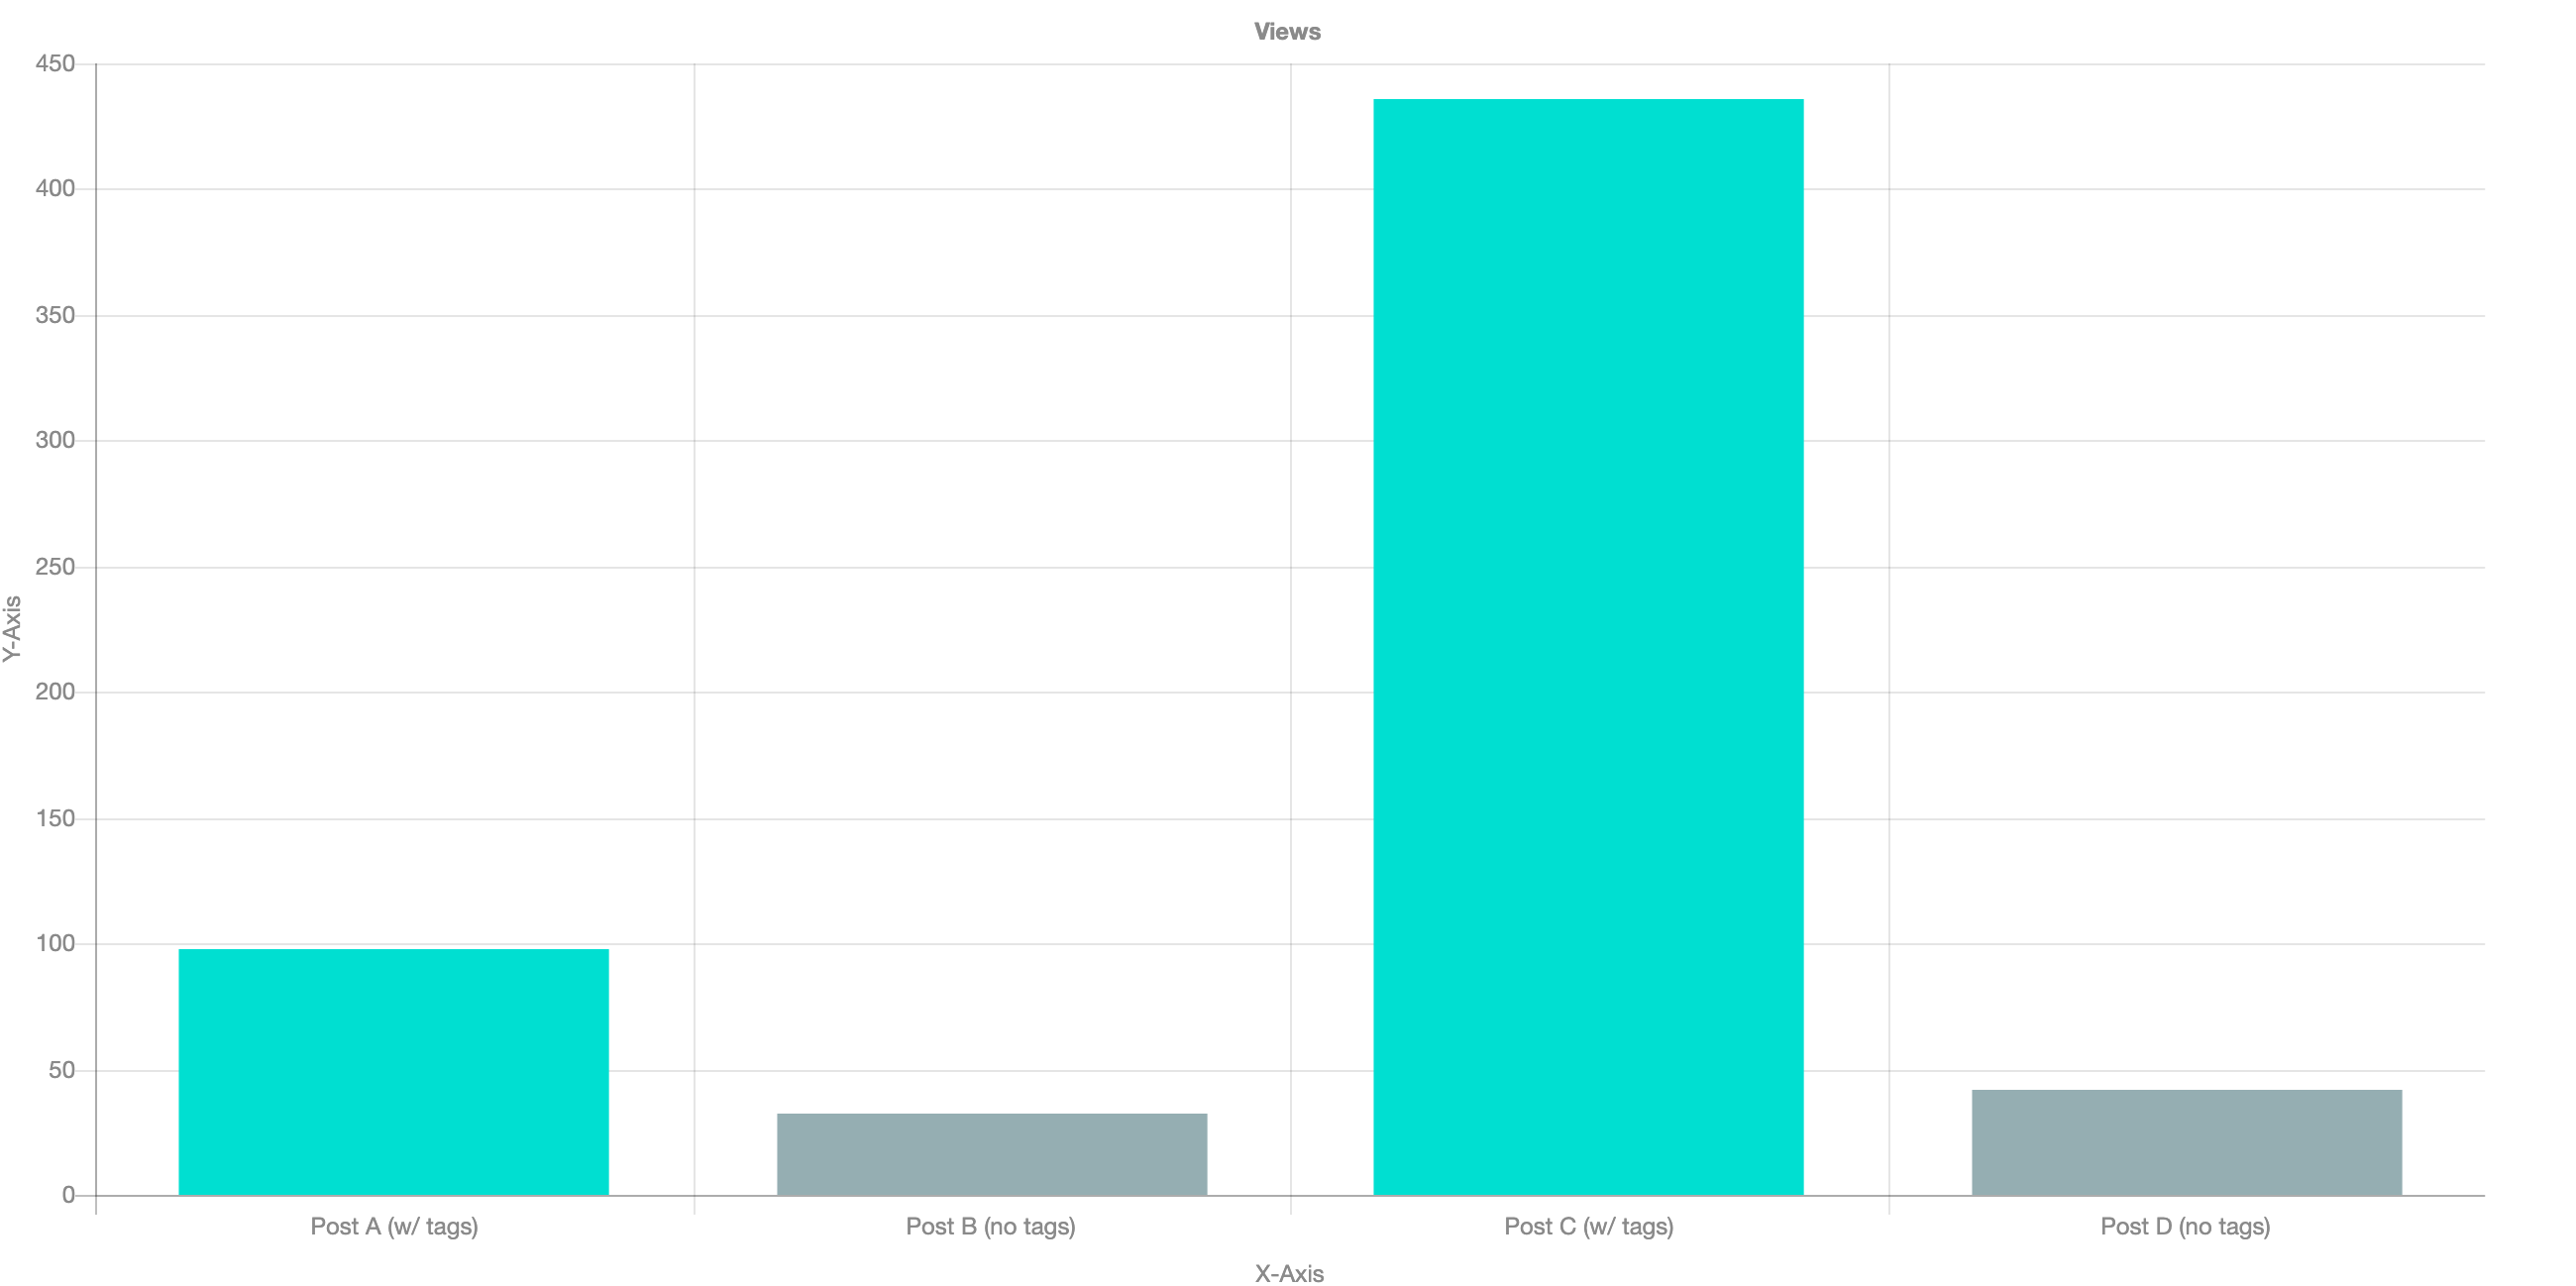 Views
450
400
350
300
250
200
150
100
50
0
Y-Axis
Post A (w/ tags)
Post B (no tags)
Post C (w/ tags)
Post D (no tags)
X-Axis